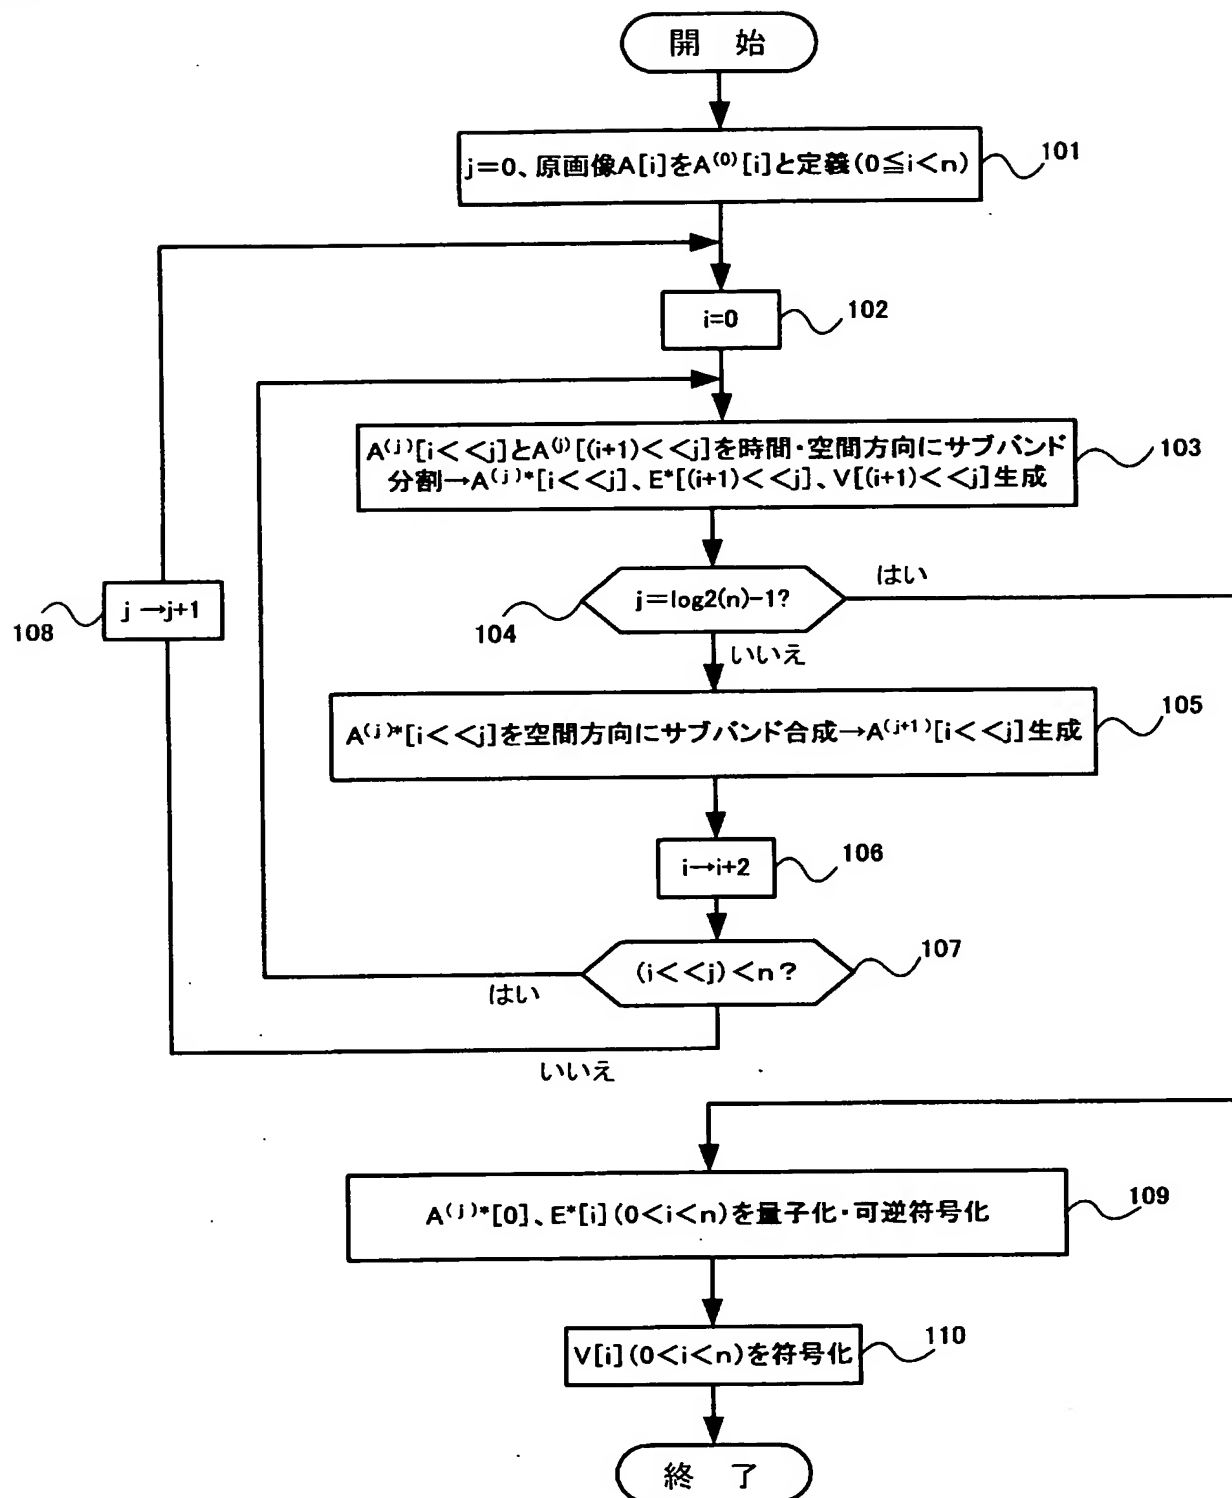 開 始
j=0、原画像A[i]をA⁽⁰⁾[i]と定義(0≦i<n)
101
i=0
102
A⁽ʲ⁾[i<<j]とA⁽ʲ⁾[(i+1)<<j]を時間・空間方向にサブバンド
分割→A⁽ʲ⁾*[i<<j]、E*[(i+1)<<j]、V[(i+1)<<j]生成
103
j=log2(n)-1?
はい
104
いいえ
j→j+1
108
A⁽ʲ⁾*[i<<j]を空間方向にサブバンド合成→A⁽ʲ⁺¹⁾[i<<j]生成
105
i→i+2
106
(i<<j)<n?
107
はい
いいえ
A⁽ʲ⁾*[0]、E*[i](0<i<n)を量子化・可逆符号化
109
V[i](0<i<n)を符号化
110
終 了